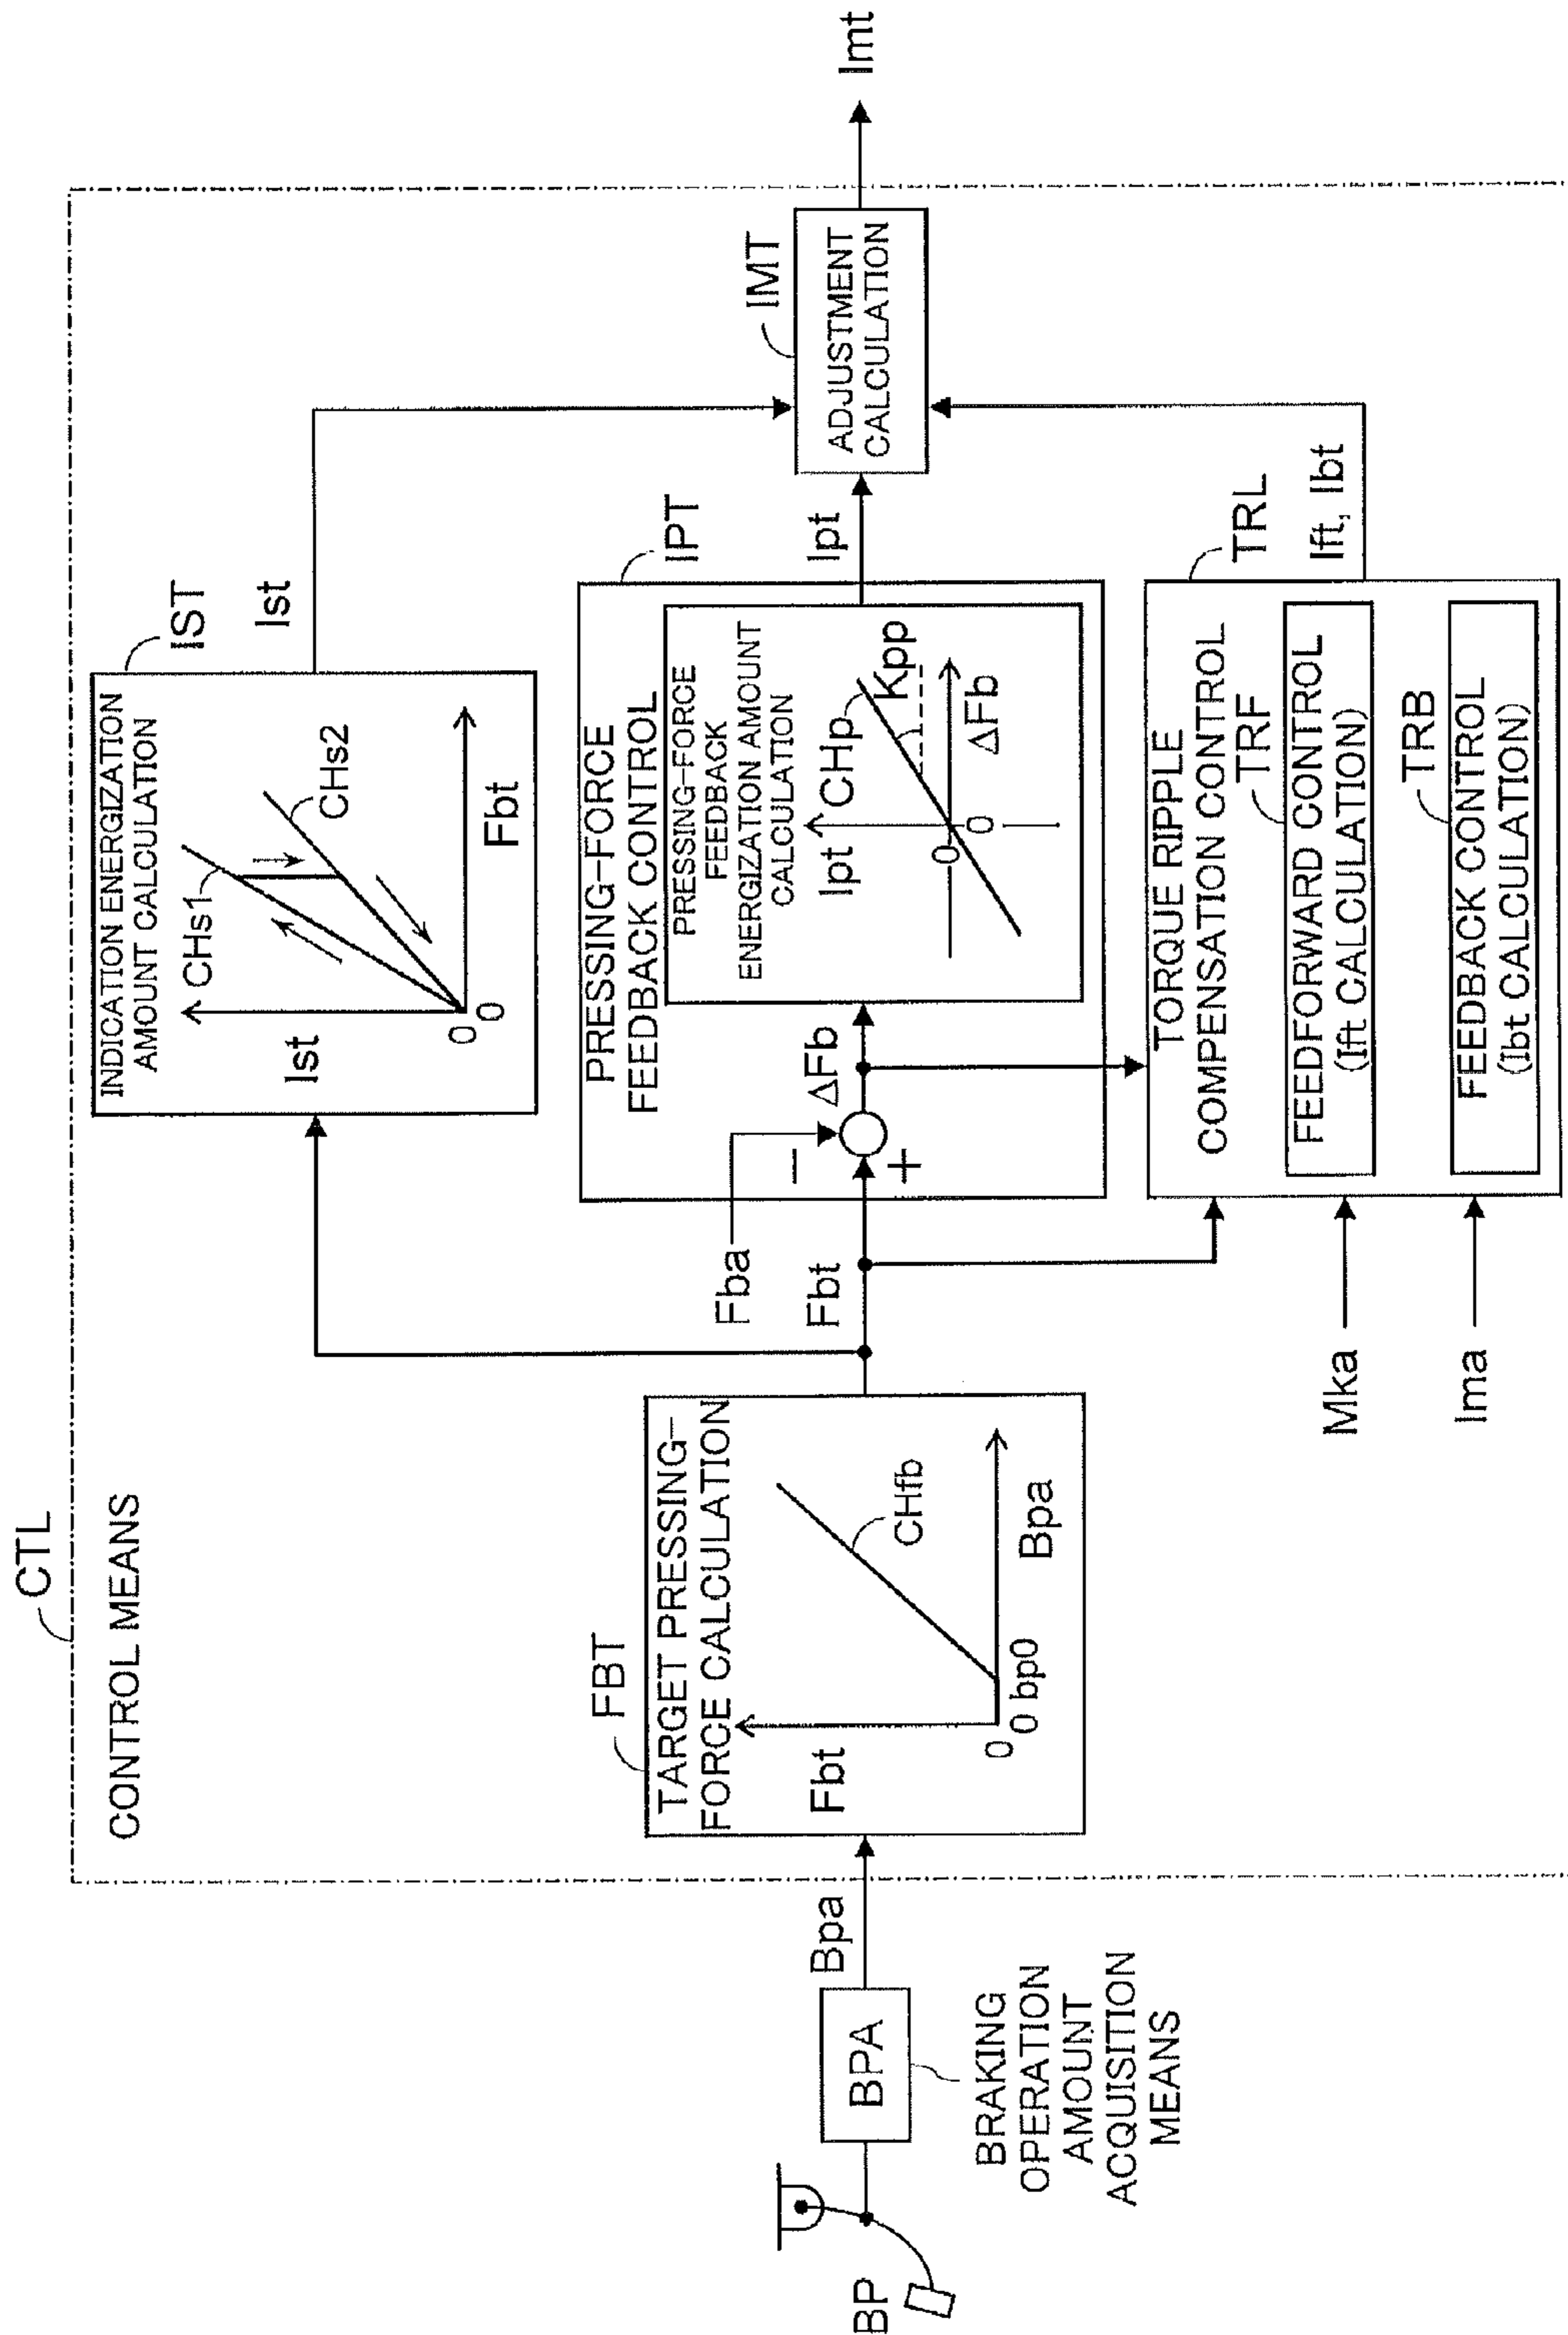 CTL
CONTROL MEANS
BP
BPA
BRAKING
OPERATION
AMOUNT
ACQUISITION
MEANS
Bpa
FBT
TARGET PRESSING-
FORCE CALCULATION
Fbt
CHfb
0
0 bp0
Bpa
IST
INDICATION ENERGIZATION
AMOUNT CALCULATION
Ist
CHs1
CHs2
0
0
Fbt
Ist
Fba
Fbt
−
+
ΔFb
IPT
PRESSING-FORCE
FEEDBACK CONTROL
PRESSING-FORCE
FEEDBACK
ENERGIZATION AMOUNT
CALCULATION
Ipt
CHp
Kpp
0
0
ΔFb
Ipt
Mka
Ima
TRL
TORQUE RIPPLE
COMPENSATION CONTROL
TRF
FEEDFORWARD CONTROL
(Ift CALCULATION)
TRB
FEEDBACK CONTROL
(Ibt CALCULATION)
Ift, Ibt
IMT
ADJUSTMENT
CALCULATION
Imt